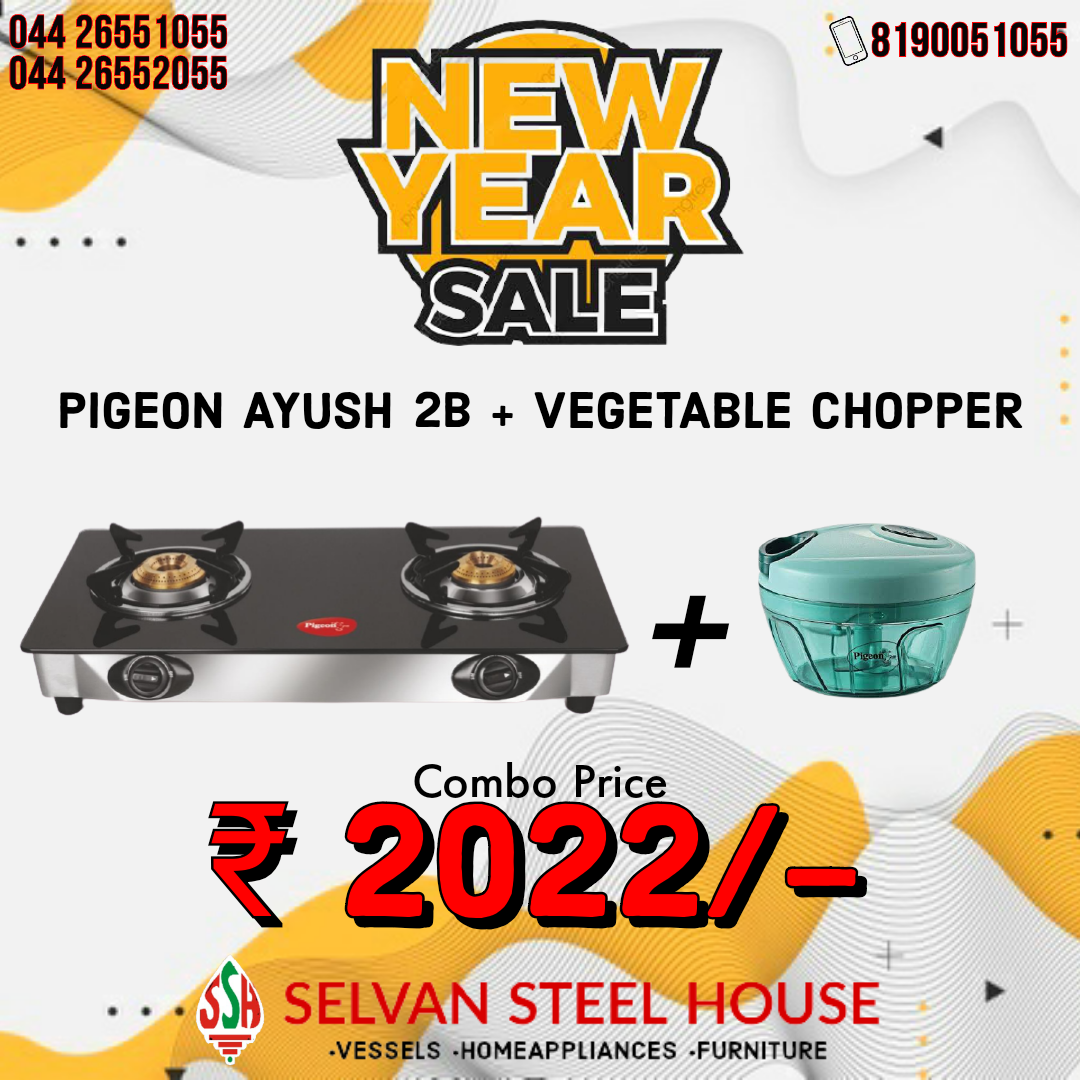 044 26551055
044 26552055
8190051055
NEW
YEAR
SALE
PIGEON AYUSH 2B + VEGETABLE CHOPPER
Pigeon
+
Pigeon
Combo Price
₹ 2022/-
SSH
SELVAN STEEL HOUSE
•VESSELS •HOMEAPPLIANCES •FURNITURE